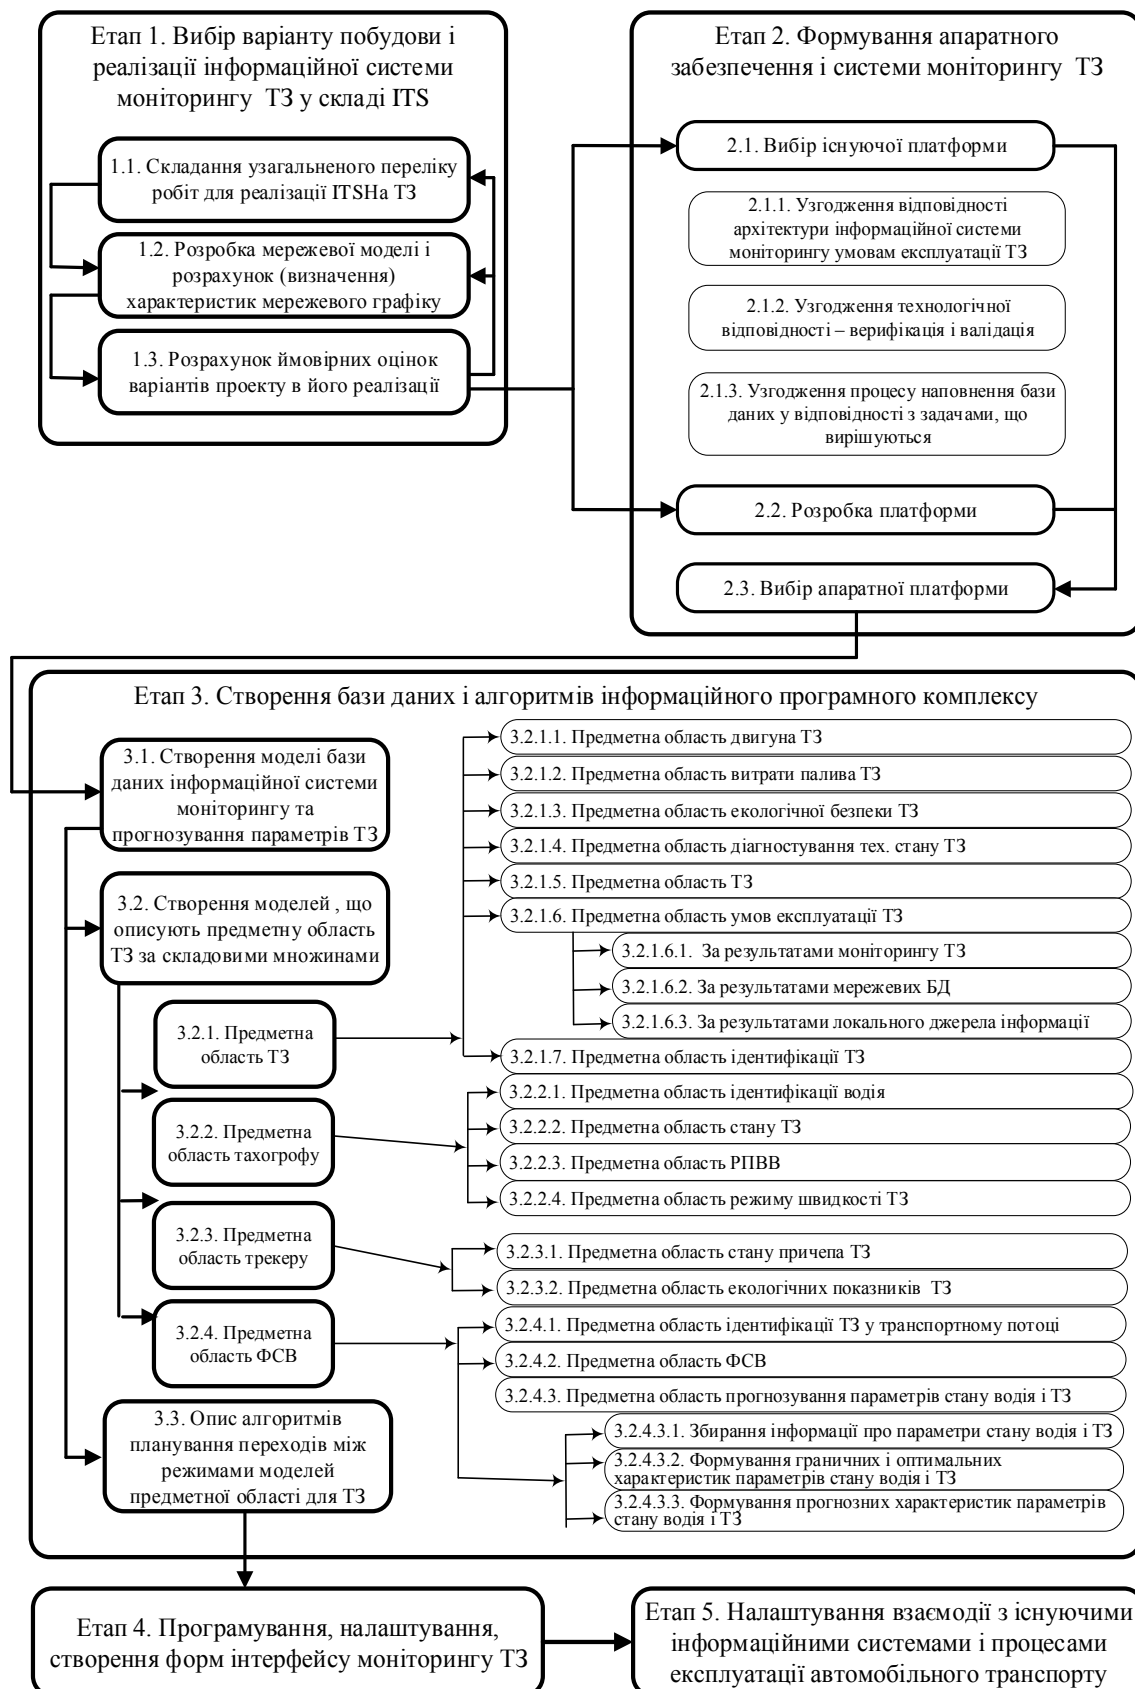 Етап 1. Вибір варіанту побудови і
реалізації інформаційної системи
моніторингу ТЗ у складі ITS
1.1. Складання узагальненого переліку
робіт для реалізації ITSНа ТЗ
1.2. Розробка мережевої моделі і
розрахунок (визначення)
характеристик мережевого графіку
1.3. Розрахунок ймовірних оцінок
варіантів проекту в його реалізації
Етап 2. Формування апаратного
забезпечення і системи моніторингу ТЗ
2.1. Вибір існуючої платформи
2.1.1. Узгодження відповідності
архітектури інформаційної системи
моніторингу умовам експлуатації ТЗ
2.1.2. Узгодження технологічної
відповідності – верифікація і валідація
2.1.3. Узгодження процесу наповнення бази
даних у відповідності з задачами, що
вирішуються
2.2. Розробка платформи
2.3. Вибір апаратної платформи
Етап 3. Створення бази даних і алгоритмів інформаційного програмного комплексу
3.1. Створення моделі бази
даних інформаційної системи
моніторингу та
прогнозування параметрів ТЗ
3.2. Створення моделей , що
описують предметну область
ТЗ за складовими множинами
3.2.1. Предметна
область ТЗ
3.2.2. Предметна
область тахогрофу
3.2.3. Предметна
область трекеру
3.2.4. Предметна
область ФСВ
3.3. Опис алгоритмів
планування переходів між
режимами моделей
предметної області для ТЗ
3.2.1.1. Предметна область двигуна ТЗ
3.2.1.2. Предметна область витрати палива ТЗ
3.2.1.3. Предметна область екологічної безпеки ТЗ
3.2.1.4. Предметна область діагностування тех. стану ТЗ
3.2.1.5. Предметна область ТЗ
3.2.1.6. Предметна область умов експлуатації ТЗ
3.2.1.6.1. За результатами моніторингу ТЗ
3.2.1.6.2. За результатами мережевих БД
3.2.1.6.3. За результатами локального джерела інформації
3.2.1.7. Предметна область ідентифікації ТЗ
3.2.2.1. Предметна область ідентифікації водія
3.2.2.2. Предметна область стану ТЗ
3.2.2.3. Предметна область РПВВ
3.2.2.4. Предметна область режиму швидкості ТЗ
3.2.3.1. Предметна область стану причепа ТЗ
3.2.3.2. Предметна область екологічних показників ТЗ
3.2.4.1. Предметна область ідентифікації ТЗ у транспортному потоці
3.2.4.2. Предметна область ФСВ
3.2.4.3. Предметна область прогнозування параметрів стану водія і ТЗ
3.2.4.3.1. Збирання інформації про параметри стану водія і ТЗ
3.2.4.3.2. Формування граничних і оптимальних
характеристик параметрів стану водія і ТЗ
3.2.4.3.3. Формування прогнозних характеристик параметрів
стану водія і ТЗ
Етап 4. Програмування, налаштування,
створення форм інтерфейсу моніторингу ТЗ
Етап 5. Налаштування взаємодії з існуючими
інформаційними системами і процесами
експлуатації автомобільного транспорту